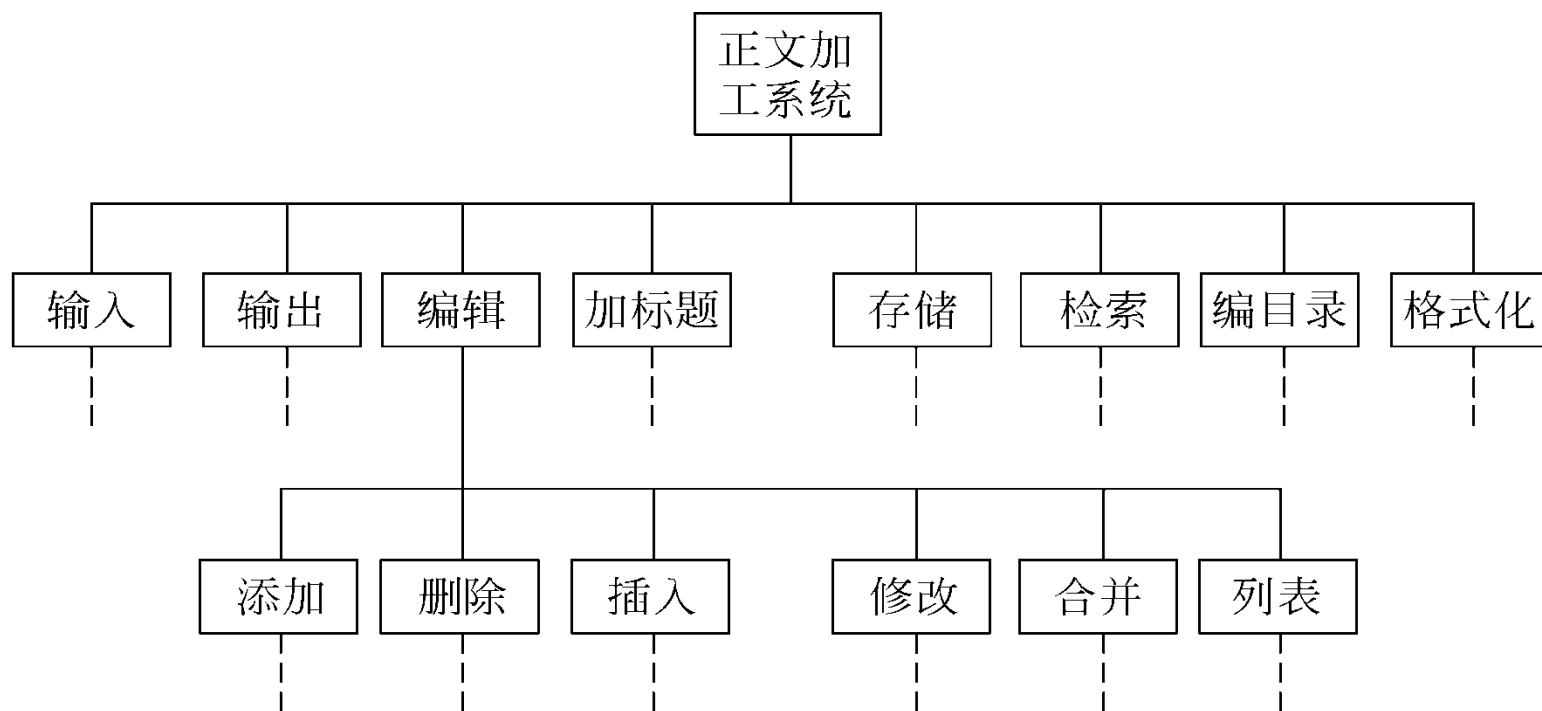 正文加
工系统
输入
输出
编辑
加标题
存储
检索
编目录
格式化
添加
删除
插入
修改
合并
列表